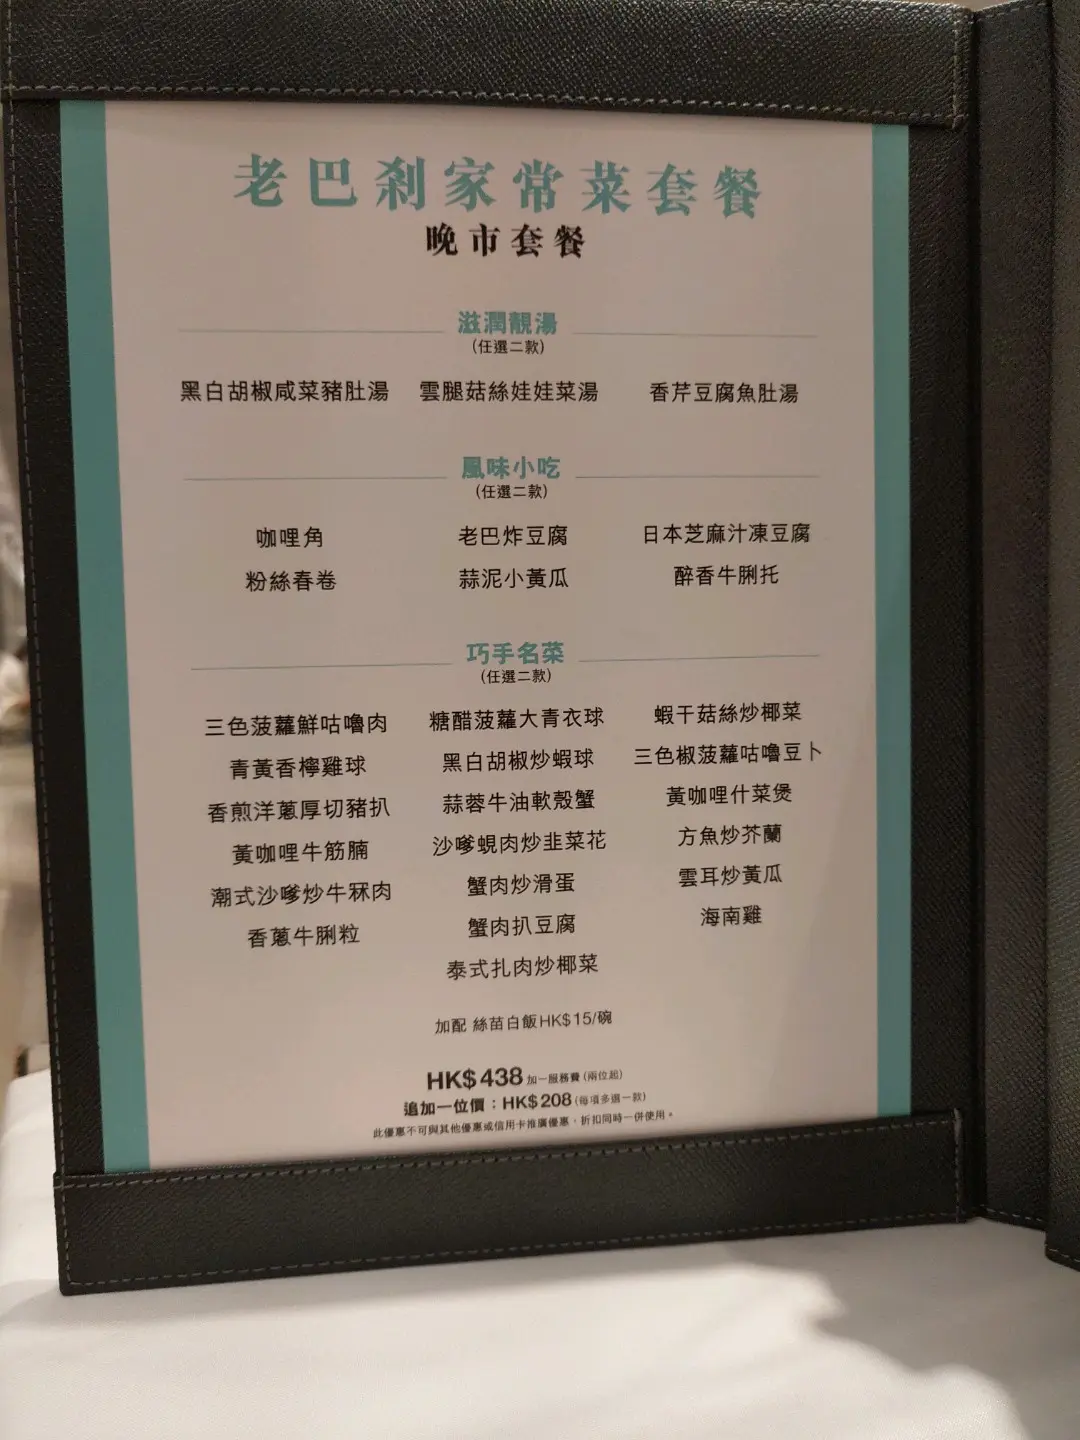 老巴剎家常菜套餐
晚市套餐
滋潤靚湯
(任選二款)
黑白胡椒咸菜豬肚湯 雲腿菇絲娃娃菜湯 香芹豆腐魚肚湯
風味小吃
(任選二款)
咖哩角 老巴炸豆腐 日本芝麻汁凍豆腐
粉絲春卷 蒜泥小黃瓜 醉香牛脷托
巧手名菜
(任選二款)
三色菠蘿鮮咕嚕肉 糖醋菠蘿大青衣球 蝦干菇絲炒椰菜
青黃香檸雞球 黑白胡椒炒蝦球 三色椒菠蘿咕嚕豆卜
香煎洋蔥厚切豬扒 蒜蓉牛油軟殼蟹 黃咖哩什菜煲
黃咖哩牛筋腩 沙嗲蜆肉炒韭菜花 方魚炒芥蘭
潮式沙嗲炒牛冧肉 蟹肉炒滑蛋 雲耳炒黃瓜
香蔥牛脷粒 蟹肉扒豆腐 海南雞
泰式扎肉炒椰菜
加配 絲苗白飯HK$15/碗
HK$438 加一服務費 (兩位起)
追加一位價：HK$208 (每項多選一款)
此優惠不可與其他優惠或信用卡推廣優惠、折扣同時一併使用。